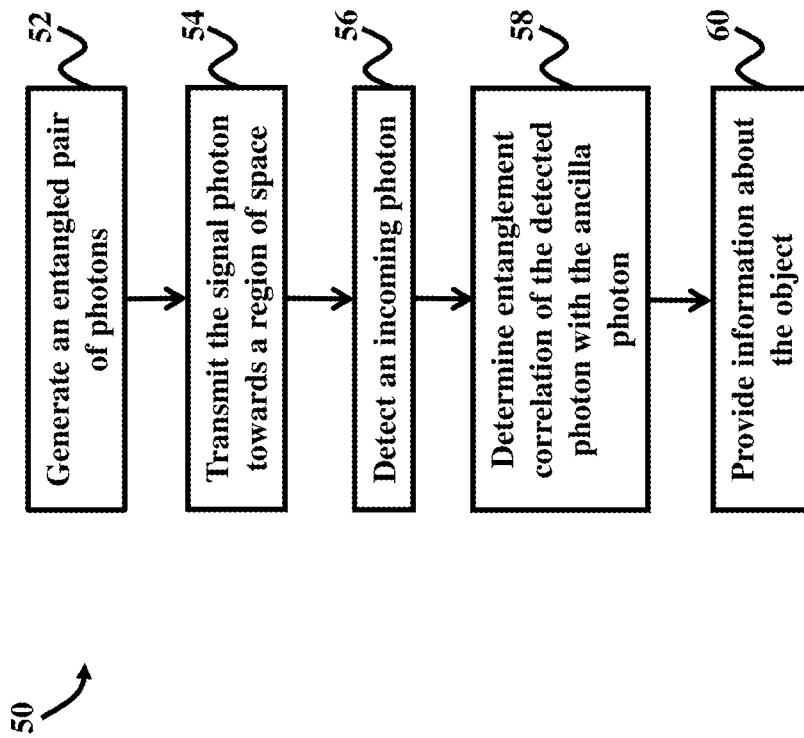 50
Generate an entangled pair
of photons
52
Transmit the signal photon
towards a region of space
54
Detect an incoming photon
56
Determine entanglement
correlation of the detected
photon with the ancilla
photon
58
Provide information about
the object
60